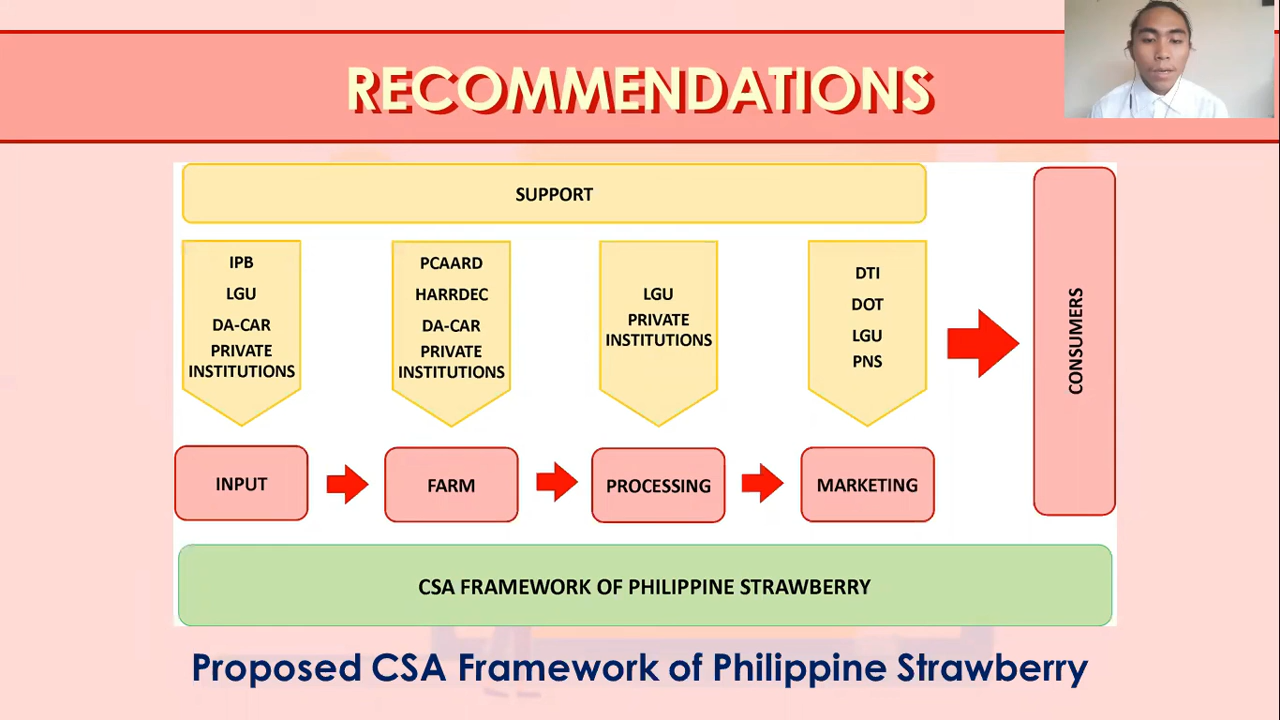 RECOMMENDATIONS
SUPPORT
IPB
LGU
DA-CAR
PRIVATE
INSTITUTIONS
PCAARD
HARRDEC
DA-CAR
PRIVATE
INSTITUTIONS
LGU
PRIVATE
INSTITUTIONS
DTI
DOT
LGU
PNS
CONSUMERS
INPUT
FARM
PROCESSING
MARKETING
CSA FRAMEWORK OF PHILIPPINE STRAWBERRY
Proposed CSA Framework of Philippine Strawberry